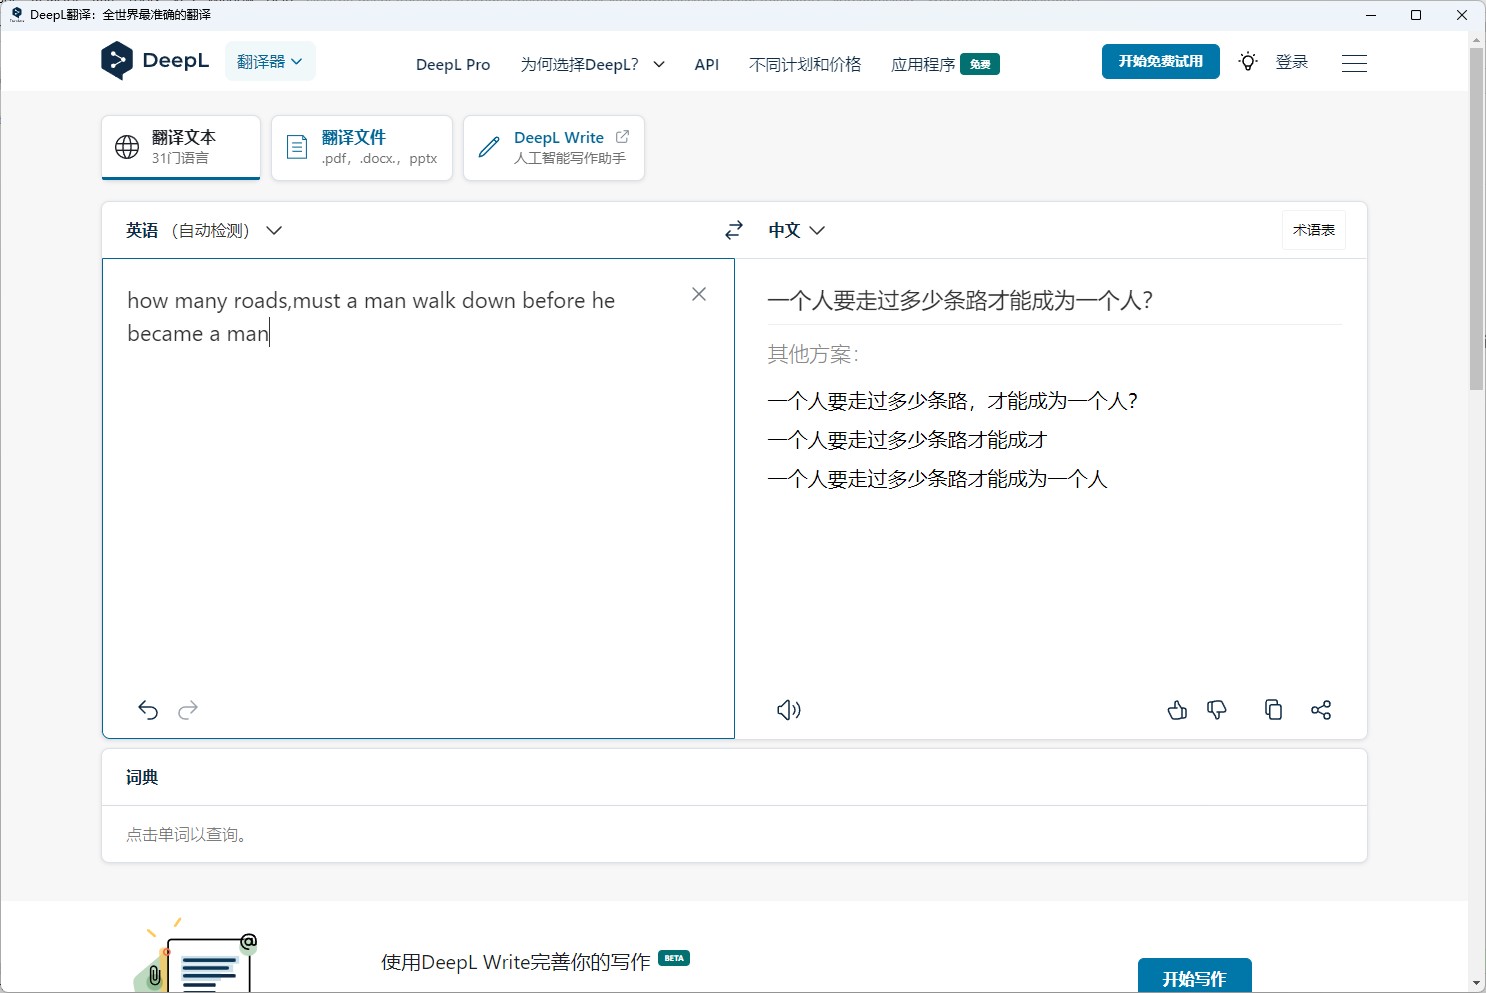 DeepL翻译：全世界最准确的翻译
DeepL
翻译器
DeepL Pro
为何选择DeepL？
API
不同计划和价格
应用程序 免费
开始免费试用
登录
翻译文本
31门语言
翻译文件
.pdf，.docx.，pptx
DeepL Write
人工智能写作助手
英语 （自动检测）
中文
术语表
how many roads,must a man walk down before he
became a man
一个人要走过多少条路才能成为一个人？
其他方案：
一个人要走过多少条路，才能成为一个人？
一个人要走过多少条路才能成才
一个人要走过多少条路才能成为一个人
词典
点击单词以查询。
@
使用DeepL Write完善你的写作 BETA
开始写作